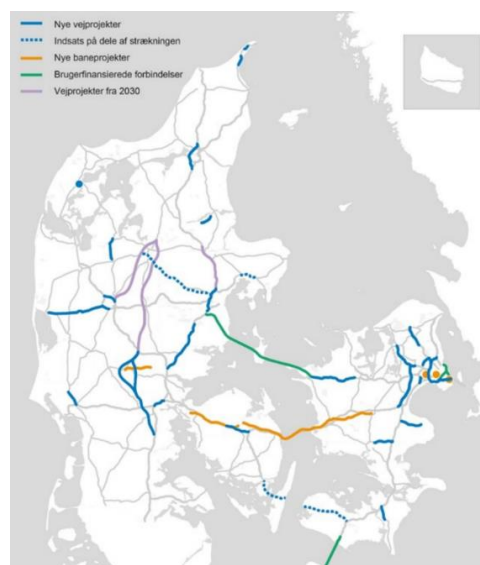 Nye vejprojekter
Indsats på dele af strækningen
Nye baneprojekter
Brugerfinansierede forbindelser
Vejprojekter fra 2030